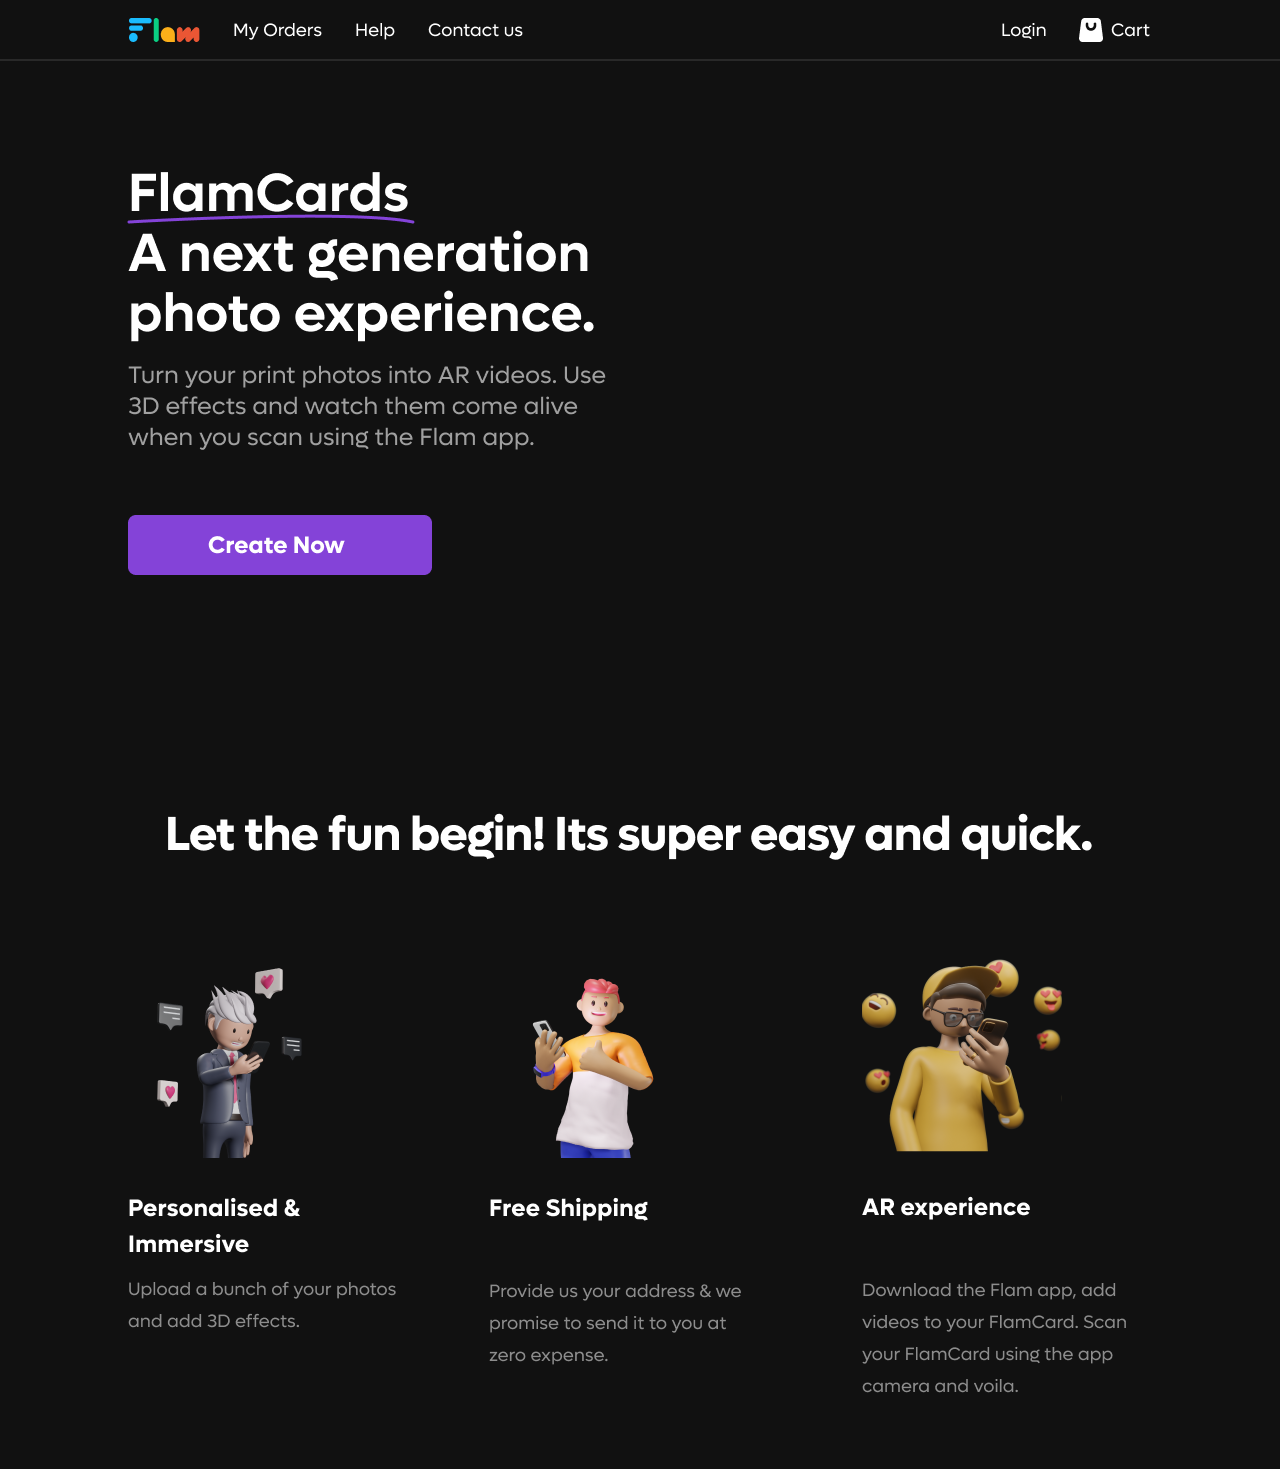 Flam My Orders Help Contact us Login Cart
FlamCards
A next generation
photo experience.
Turn your print photos into AR videos. Use
3D effects and watch them come alive
when you scan using the Flam app.
Create Now
Let the fun begin! Its super easy and quick.
Personalised &
Immersive
Upload a bunch of your photos
and add 3D effects.
Free Shipping
Provide us your address & we
promise to send it to you at
zero expense.
AR experience
Download the Flam app, add
videos to your FlamCard. Scan
your FlamCard using the app
camera and voila.